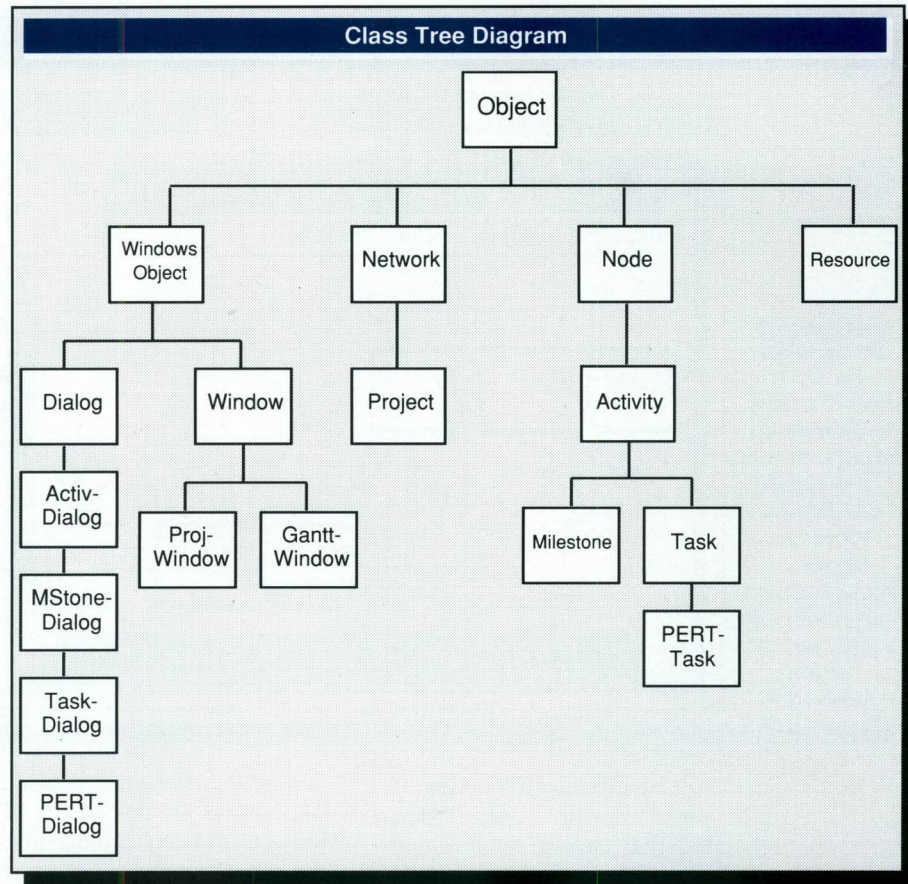 Class Tree Diagram
Object
Windows
Object
Network
Node
Resource
Dialog
Window
Project
Activity
Activ-
Dialog
Proj-
Window
Gantt-
Window
Milestone
Task
MStone-
Dialog
PERT-
Task
Task-
Dialog
PERT-
Dialog